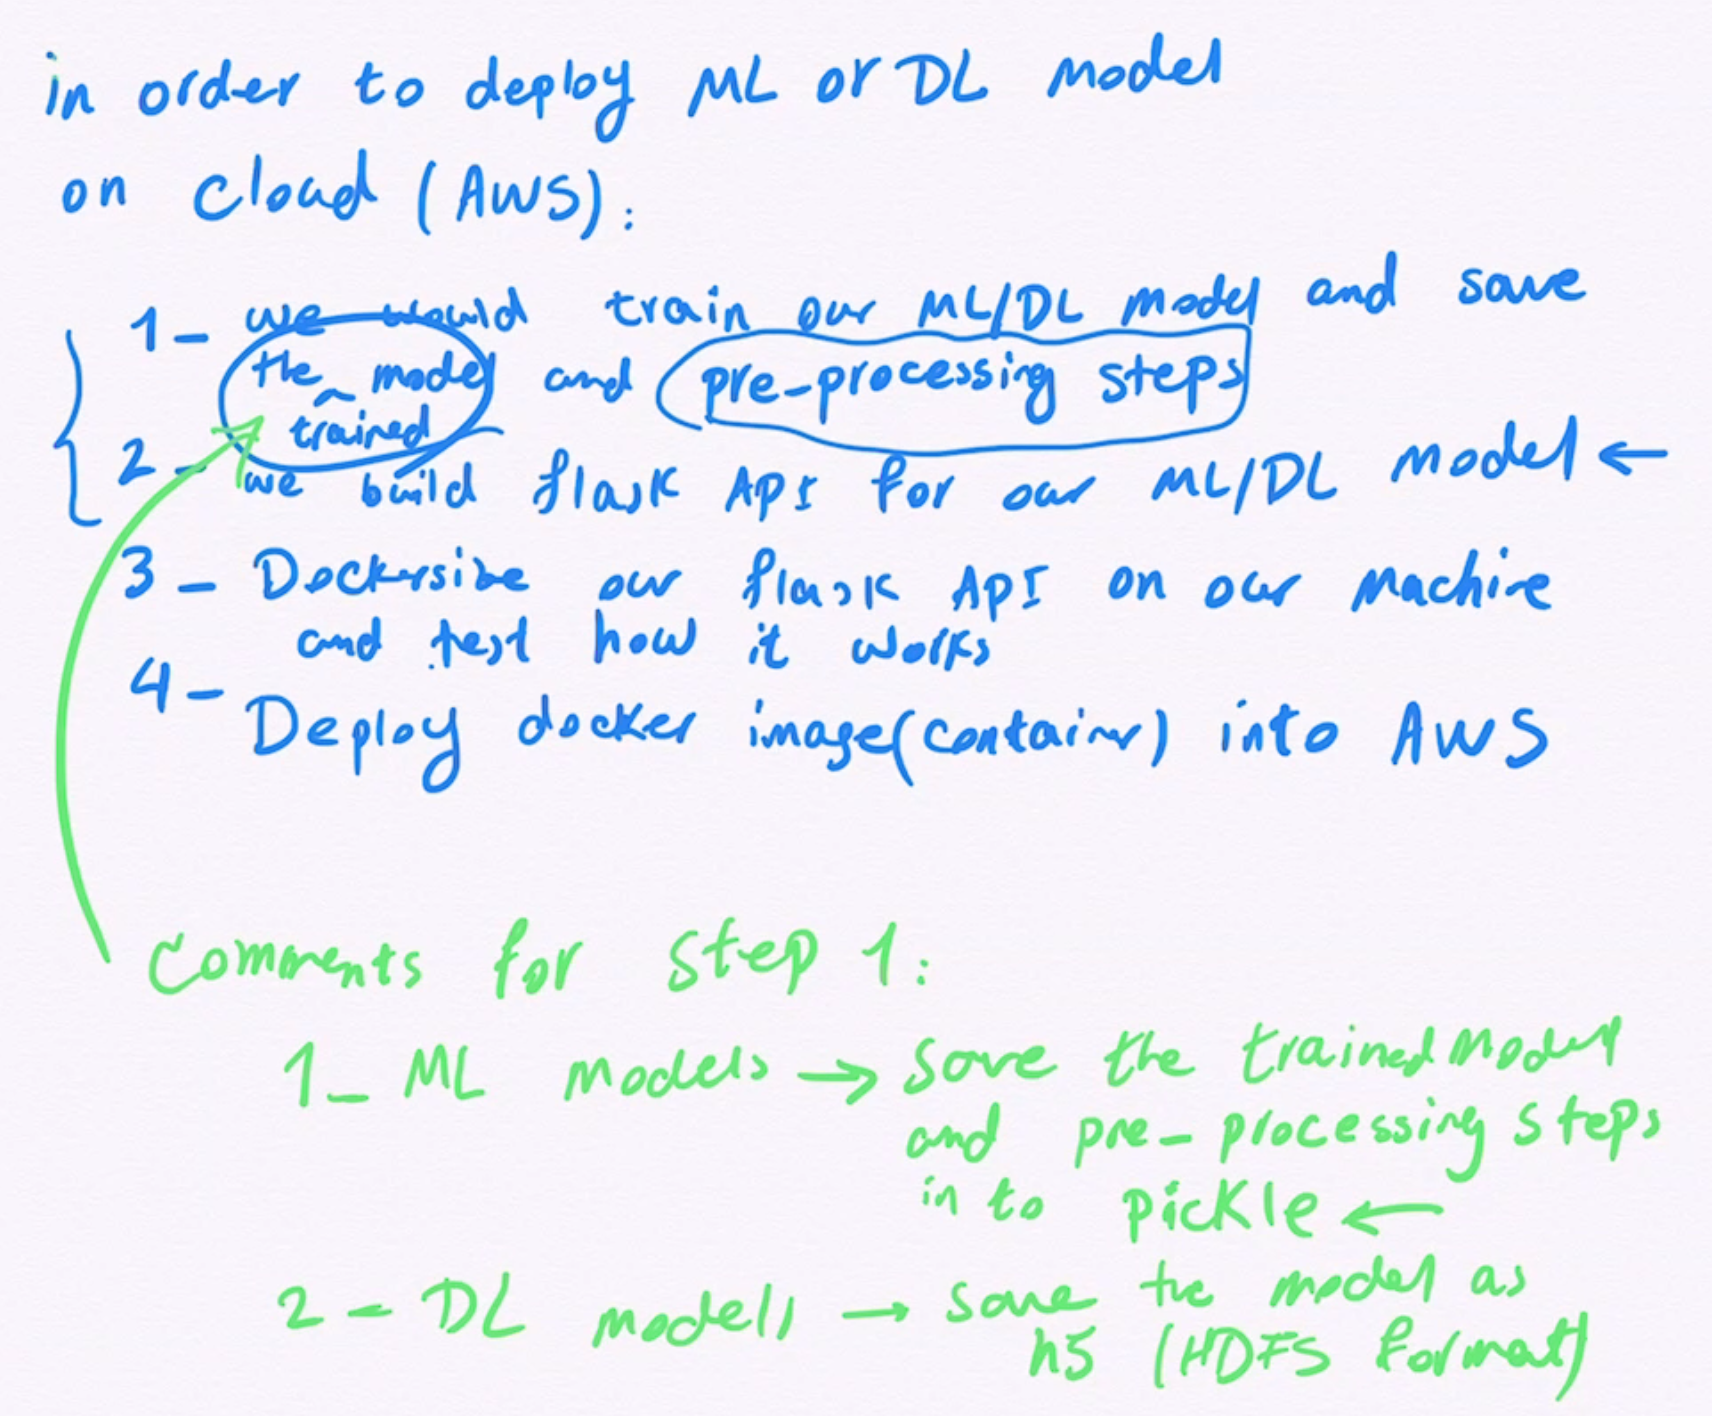 in order to deploy ML or DL model
on cloud (AWS):
1- we would train our ML/DL model and save
the trained model and pre-processing steps
2- we build flask API for our ML/DL model ←
3- Dockersibe our flask API on our machine
and test how it works
4- Deploy docker image(container) into AWS
Comments for step 1:
1- ML models → save the trained model
and pre-processing steps
in to pickle ←
2- DL models → save the model as
h5 (HDFS format)